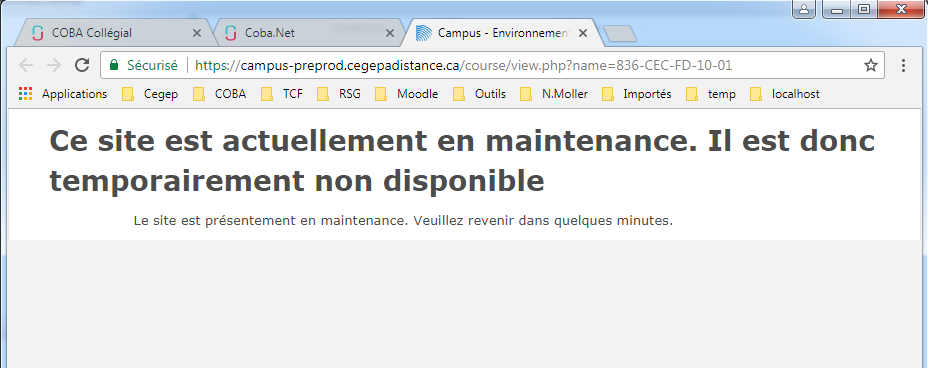 COBA Collégial
Coba.Net
Campus - Environnement
Sécurisé https://campus-preprod.cegepadistance.ca/course/view.php?name=836-CEC-FD-10-01
Applications Cegep COBA TCF RSG Moodle Outils N.Moller Importés temp localhost
Ce site est actuellement en maintenance. Il est donc
temporairement non disponible
Le site est présentement en maintenance. Veuillez revenir dans quelques minutes.